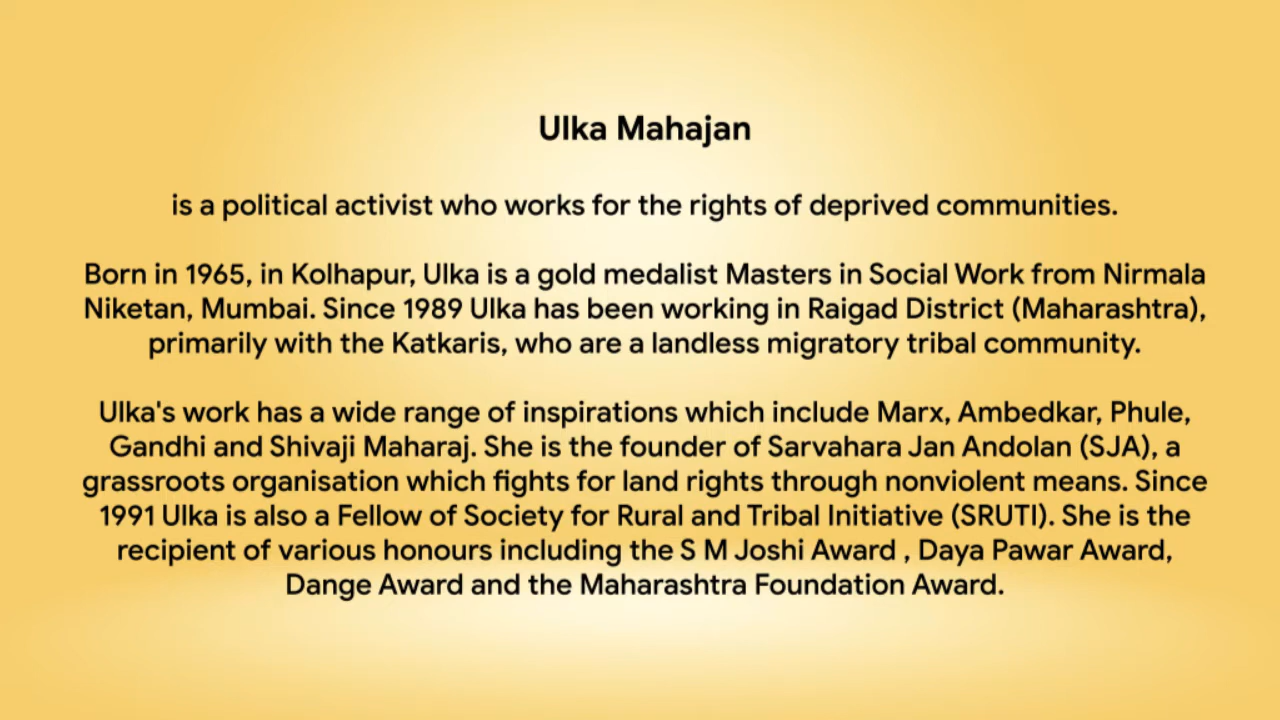 Ulka Mahajan
is a political activist who works for the rights of deprived communities.
Born in 1965, in Kolhapur, Ulka is a gold medalist Masters in Social Work from Nirmala
Niketan, Mumbai. Since 1989 Ulka has been working in Raigad District (Maharashtra),
primarily with the Katkaris, who are a landless migratory tribal community.
Ulka's work has a wide range of inspirations which include Marx, Ambedkar, Phule,
Gandhi and Shivaji Maharaj. She is the founder of Sarvahara Jan Andolan (SJA), a
grassroots organisation which fights for land rights through nonviolent means. Since
1991 Ulka is also a Fellow of Society for Rural and Tribal Initiative (SRUTI). She is the
recipient of various honours including the S M Joshi Award , Daya Pawar Award,
Dange Award and the Maharashtra Foundation Award.